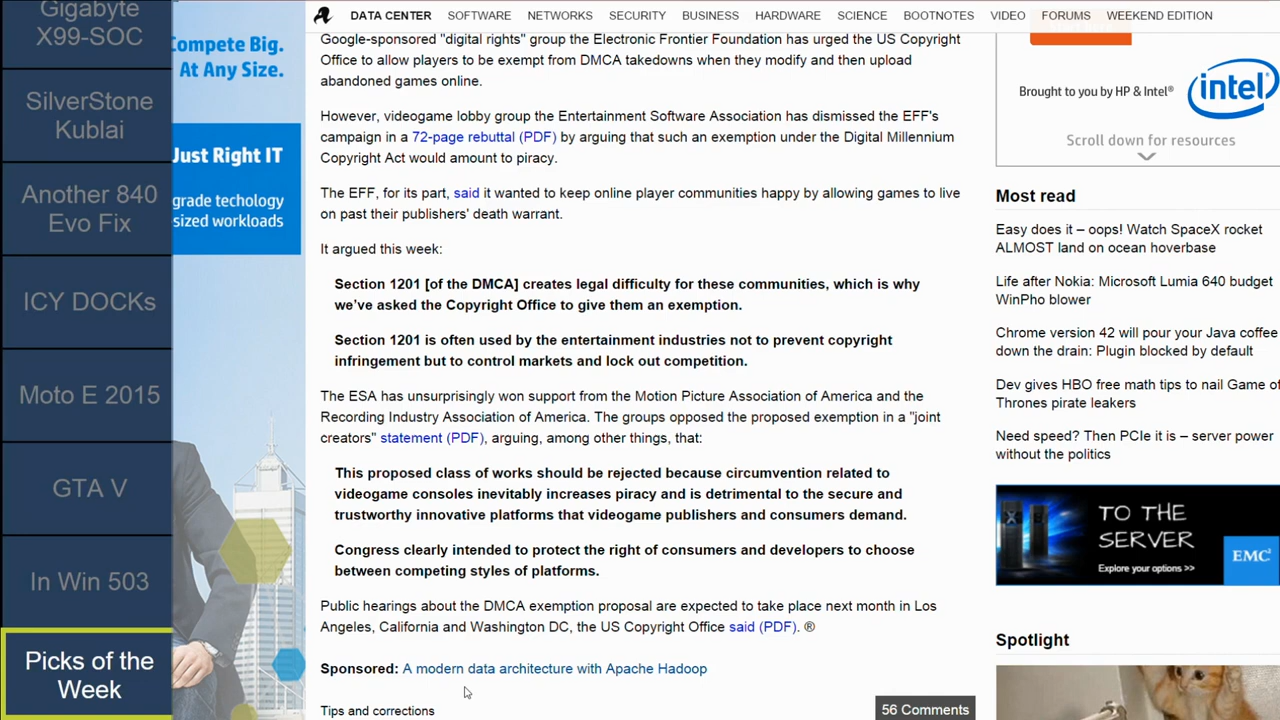 Gigabyte
X99-SOC
SilverStone
Kublai
Another 840
Evo Fix
ICY DOCKs
Moto E 2015
GTA V
In Win 503
Picks of the
Week
Compete Big.
At Any Size.
Just Right IT
grade techology
sized workloads
DATA CENTER SOFTWARE NETWORKS SECURITY BUSINESS HARDWARE SCIENCE BOOTNOTES VIDEO FORUMS WEEKEND EDITION
Google-sponsored "digital rights" group the Electronic Frontier Foundation has urged the US Copyright
Office to allow players to be exempt from DMCA takedowns when they modify and then upload
abandoned games online.
However, videogame lobby group the Entertainment Software Association has dismissed the EFF's
campaign in a 72-page rebuttal (PDF) by arguing that such an exemption under the Digital Millennium
Copyright Act would amount to piracy.
The EFF, for its part, said it wanted to keep online player communities happy by allowing games to live
on past their publishers' death warrant.
It argued this week:
Section 1201 [of the DMCA] creates legal difficulty for these communities, which is why
we've asked the Copyright Office to give them an exemption.
Section 1201 is often used by the entertainment industries not to prevent copyright
infringement but to control markets and lock out competition.
The ESA has unsurprisingly won support from the Motion Picture Association of America and the
Recording Industry Association of America. The groups opposed the proposed exemption in a "joint
creators" statement (PDF), arguing, among other things, that:
This proposed class of works should be rejected because circumvention related to
videogame consoles inevitably increases piracy and is detrimental to the secure and
trustworthy innovative platforms that videogame publishers and consumers demand.
Congress clearly intended to protect the right of consumers and developers to choose
between competing styles of platforms.
Public hearings about the DMCA exemption proposal are expected to take place next month in Los
Angeles, California and Washington DC, the US Copyright Office said (PDF). ®
Sponsored: A modern data architecture with Apache Hadoop
Tips and corrections
56 Comments
Brought to you by HP & Intel®
intel
Scroll down for resources
Most read
Easy does it – oops! Watch SpaceX rocket
ALMOST land on ocean hoverbase
Life after Nokia: Microsoft Lumia 640 budget
WinPho blower
Chrome version 42 will pour your Java coffee
down the drain: Plugin blocked by default
Dev gives HBO free math tips to nail Game of
Thrones pirate leakers
Need speed? Then PCIe it is – server power
without the politics
TO THE
SERVER
Explore your options >>
EMC²
Spotlight